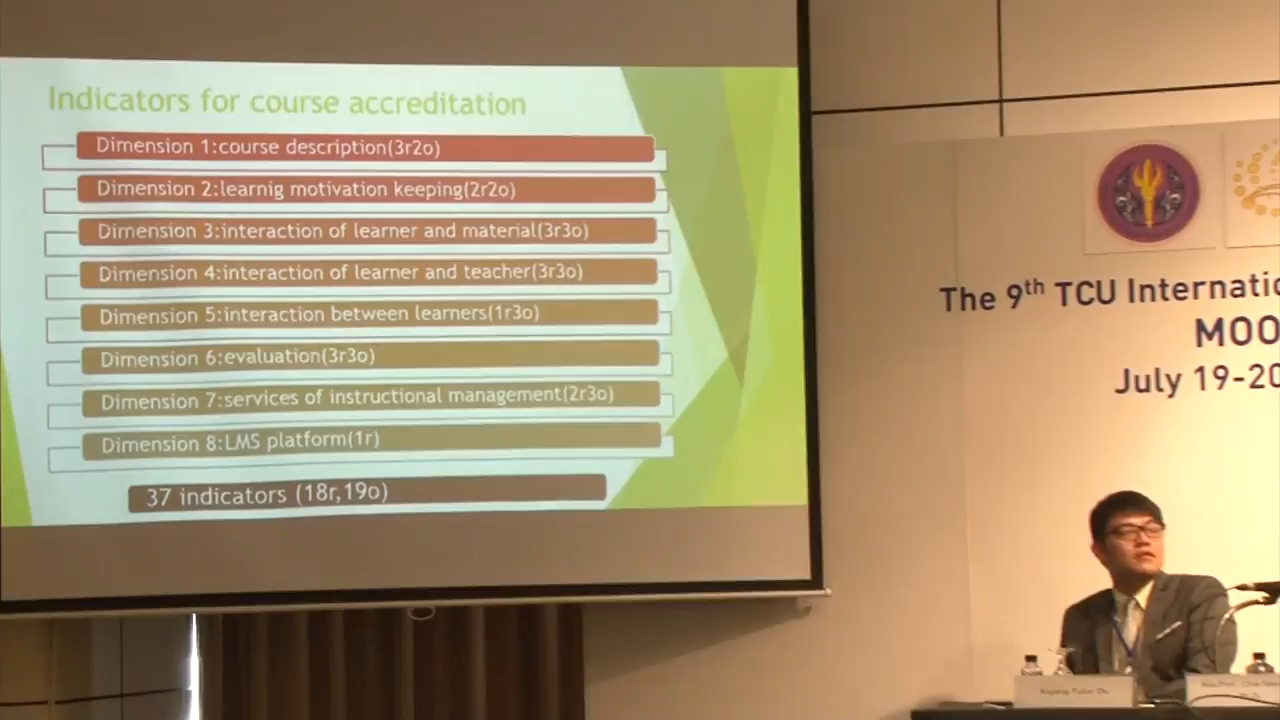 Indicators for course accreditation
Dimension 1:course description(3r2o)
Dimension 2:learnig motivation keeping(2r2o)
Dimension 3:interaction of learner and material(3r3o)
Dimension 4:interaction of learner and teacher(3r3o)
Dimension 5:interaction between learners(1r3o)
Dimension 6:evaluation(3r3o)
Dimension 7:services of instructional management(2r3o)
Dimension 8:LMS platform(1r)
37 indicators (18r,19o)
The 9th TCU Internatio
MOO
July 19-20